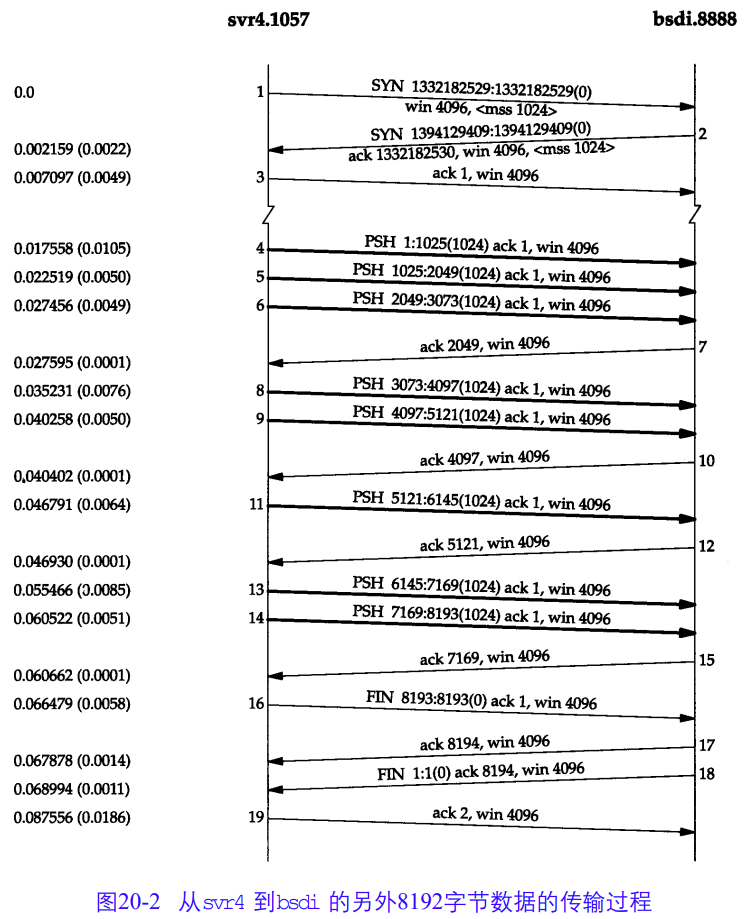 svr4.1057 bsdi.8888
0.0 1 SYN 1332182529:1332182529(0)
win 4096, <mss 1024>
SYN 1394129409:1394129409(0) 2
0.002159 (0.0022) ack 1332182530, win 4096, <mss 1024>
0.007097 (0.0049) 3 ack 1, win 4096
0.017558 (0.0105) 4 PSH 1:1025(1024) ack 1, win 4096
0.022519 (0.0050) 5 PSH 1025:2049(1024) ack 1, win 4096
0.027456 (0.0049) 6 PSH 2049:3073(1024) ack 1, win 4096
ack 2049, win 4096 7
0.027595 (0.0001)
0.035231 (0.0076) 8 PSH 3073:4097(1024) ack 1, win 4096
0.040258 (0.0050) 9 PSH 4097:5121(1024) ack 1, win 4096
ack 4097, win 4096 10
0.040402 (0.0001)
0.046791 (0.0064) 11 PSH 5121:6145(1024) ack 1, win 4096
ack 5121, win 4096 12
0.046930 (0.0001)
0.055466 (0.0085) 13 PSH 6145:7169(1024) ack 1, win 4096
0.060522 (0.0051) 14 PSH 7169:8193(1024) ack 1, win 4096
ack 7169, win 4096 15
0.060662 (0.0001)
0.066479 (0.0058) 16 FIN 8193:8193(0) ack 1, win 4096
ack 8194, win 4096 17
0.067878 (0.0014)
FIN 1:1(0) ack 8194, win 4096 18
0.068994 (0.0011)
0.087556 (0.0186) 19 ack 2, win 4096
图20-2 从svr4 到bsdi 的另外8192字节数据的传输过程